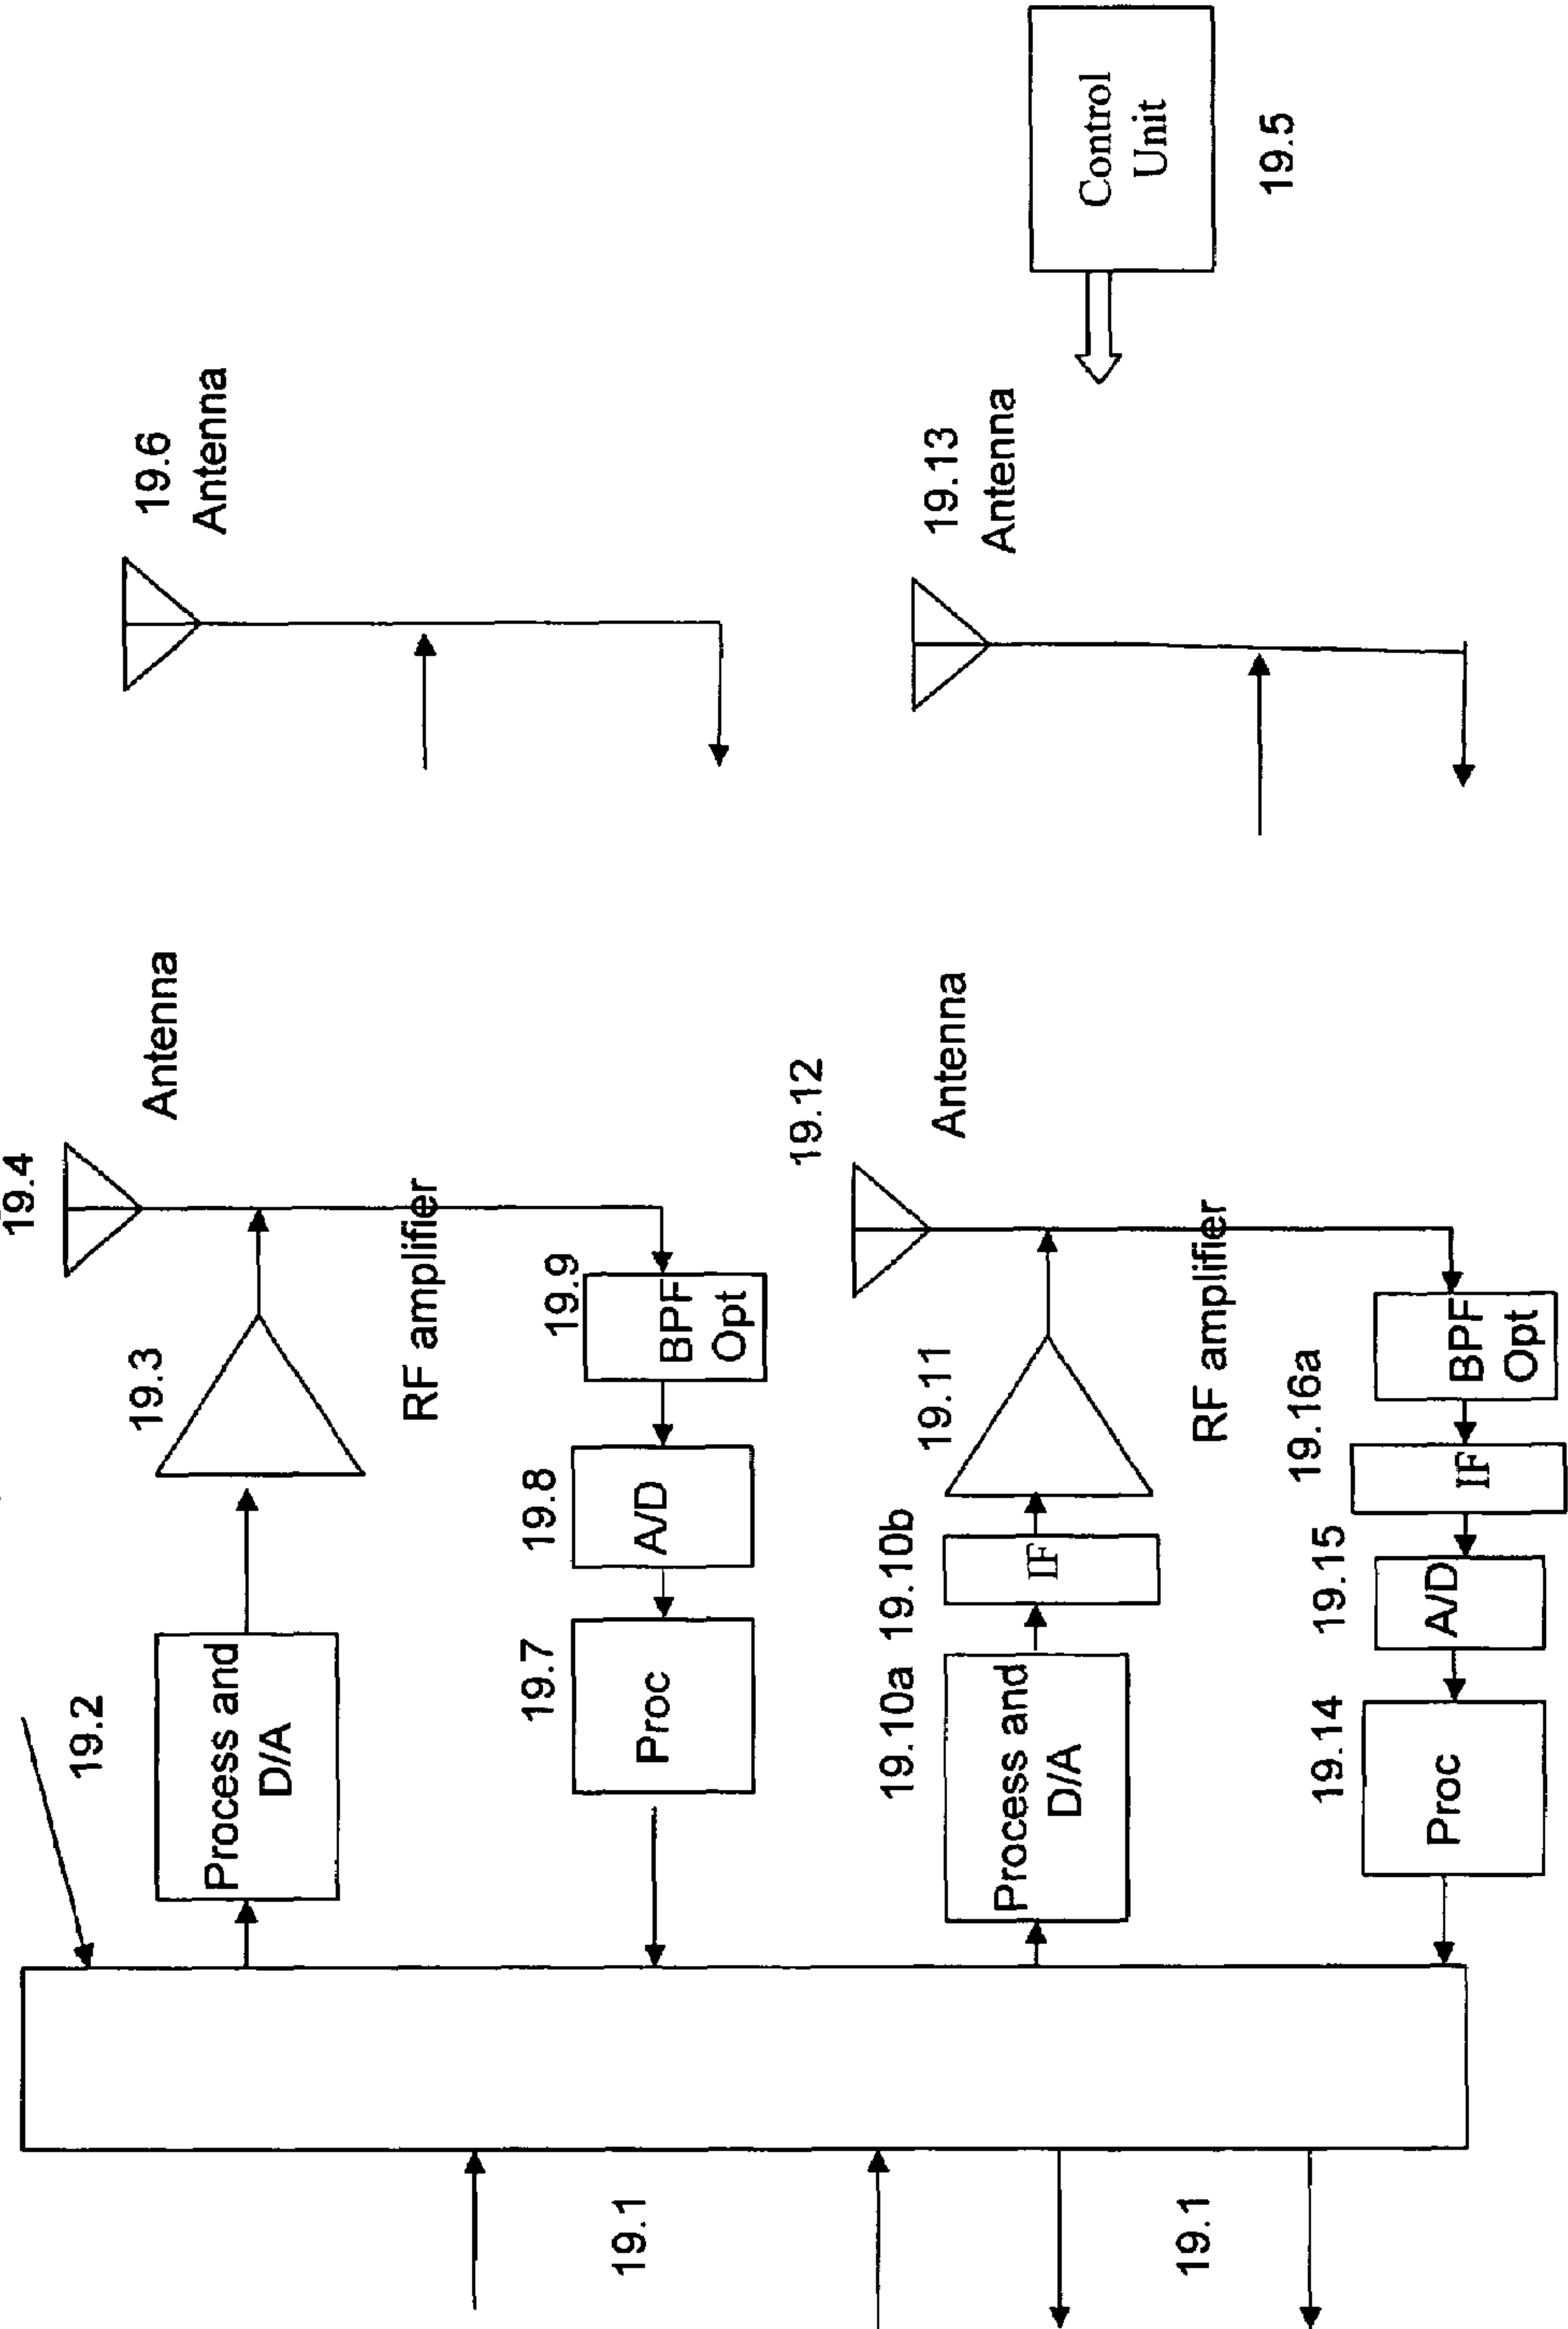 19.4
19.2
19.3
Antenna
19.6
Antenna
Process and
D/A
RF amplifier
19.7
19.8
19.9
19.1
Proc
A/D
BPF
Opt
19.12
19.10a
19.10b
19.11
Antenna
19.13
Antenna
Process and
D/A
IF
Control
Unit
RF amplifier
19.5
19.1
19.14
19.15
19.16a
Proc
A/D
IF
BPF
Opt